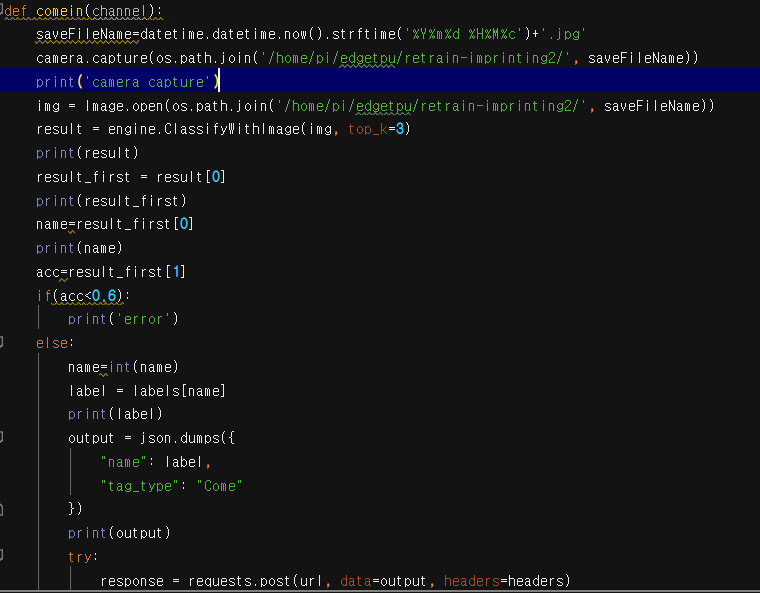 def comein(channel):
    saveFileName=datetime.datetime.now().strftime('%Y%m%d %H%M%c')+'.jpg'
    camera.capture(os.path.join('/home/pi/edgetpu/retrain-imprinting2/', saveFileName))
    print('camera capture')
    img = Image.open(os.path.join('/home/pi/edgetpu/retrain-imprinting2/', saveFileName))
    result = engine.ClassifyWithImage(img, top_k=3)
    print(result)
    result_first = result[0]
    print(result_first)
    name=result_first[0]
    print(name)
    acc=result_first[1]
    if(acc<0.6):
        print('error')
    else:
        name=int(name)
        label = labels[name]
        print(label)
        output = json.dumps({
            "name": label,
            "tag_type": "Come"
        })
        print(output)
        try:
            response = requests.post(url, data=output, headers=headers)